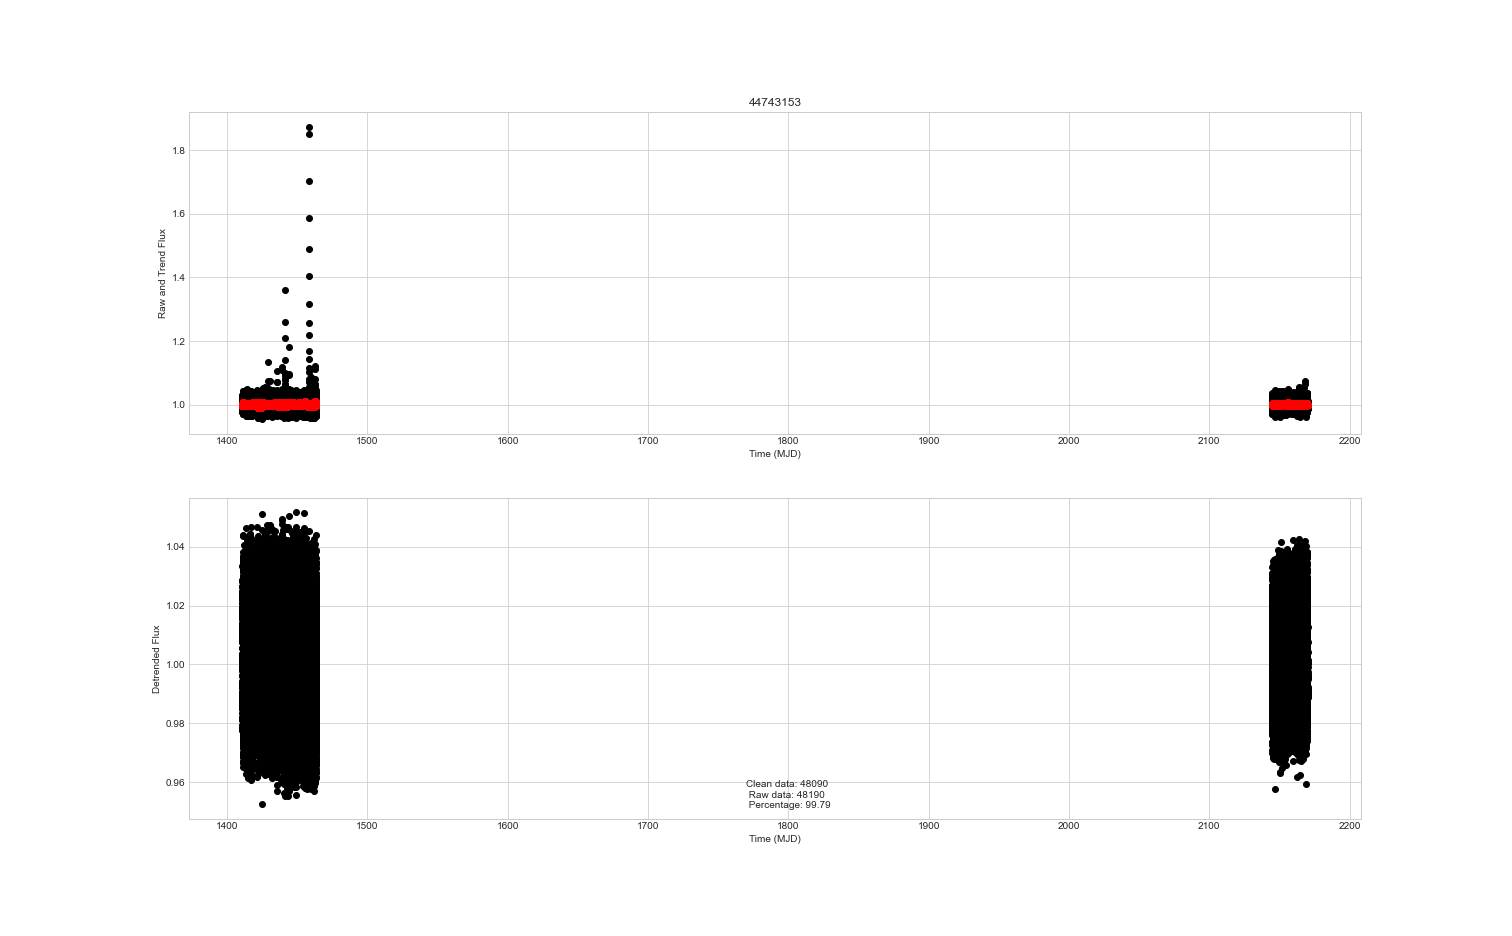 44743153
1.8
1.6
1.4
1.2
1.0
Raw and Trend Flux
1400 1500 1600 1700 1800 1900 2000 2100 2200
Time (MJD)
1.04
1.02
1.00
0.98
0.96
Detrended Flux
Clean data: 48090
Raw data: 48190
Percentage: 99.79
1400 1500 1600 1700 1800 1900 2000 2100 2200
Time (MJD)